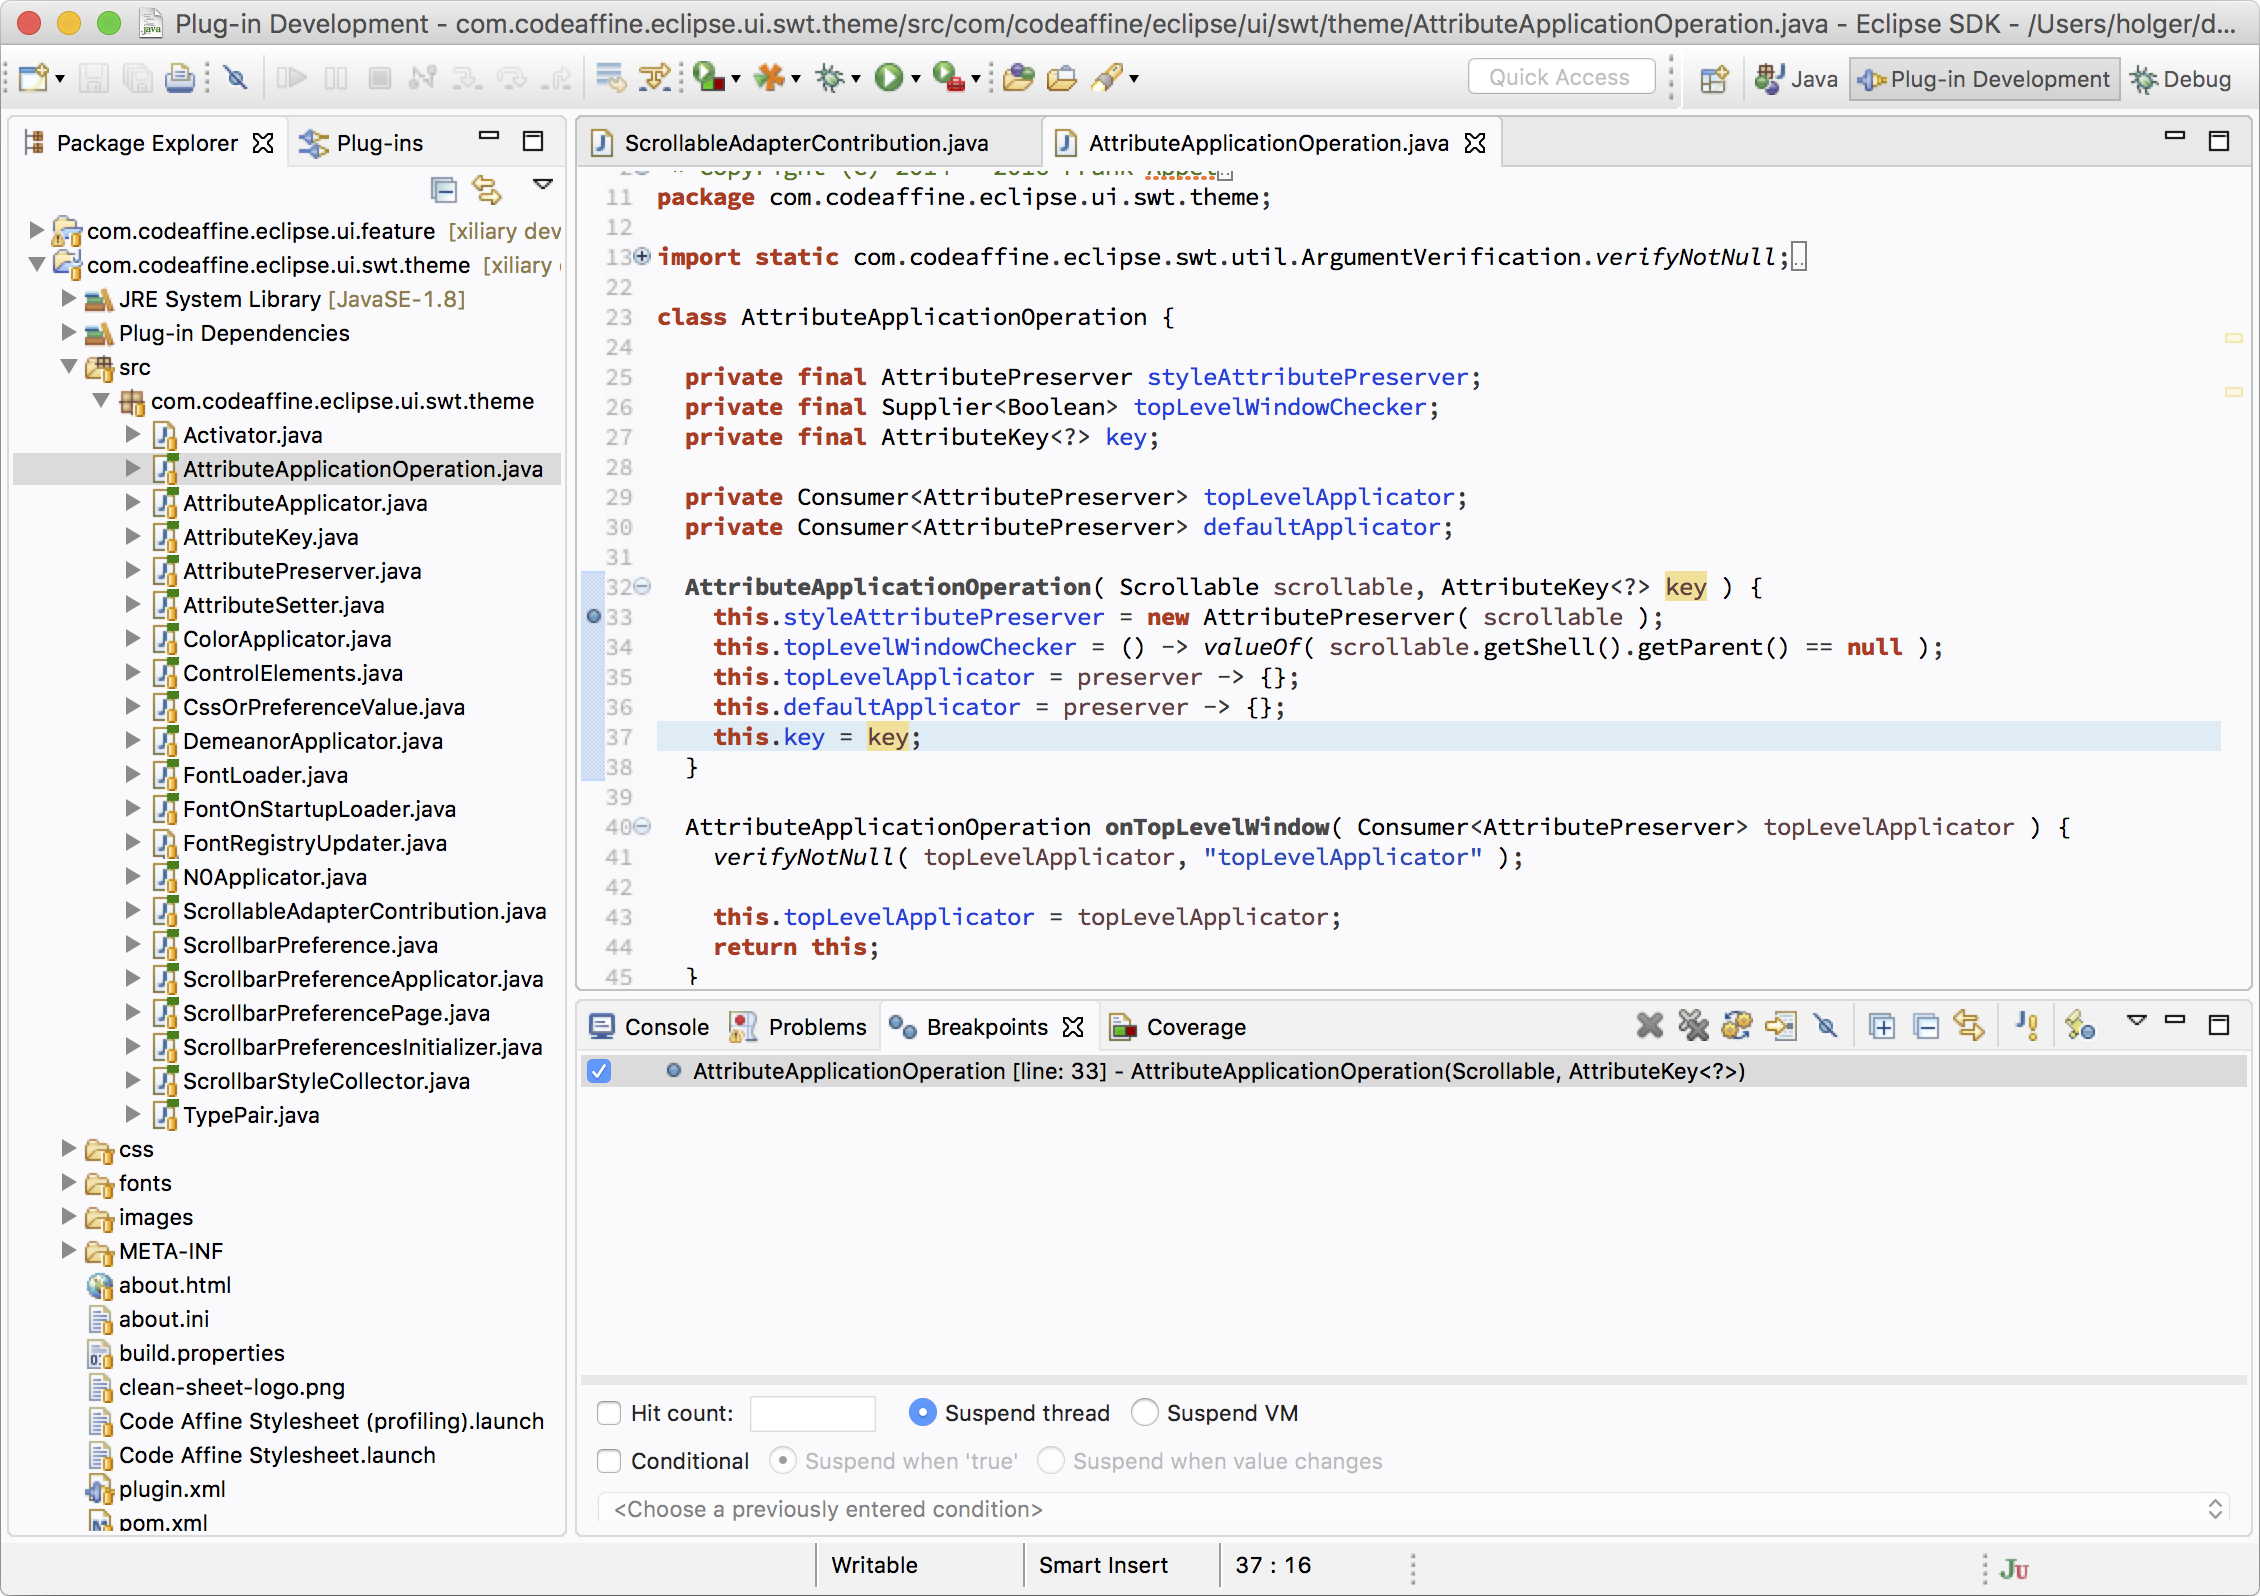 Plug-in Development - com.codeaffine.eclipse.ui.swt.theme/src/com/codeaffine/eclipse/ui/swt/theme/AttributeApplicationOperation.java - Eclipse SDK - /Users/holger/d...
Quick Access
Java
Plug-in Development
Debug
Package Explorer
Plug-ins
com.codeaffine.eclipse.ui.feature [xiliary dev
com.codeaffine.eclipse.ui.swt.theme [xiliary
JRE System Library [JavaSE-1.8]
Plug-in Dependencies
src
com.codeaffine.eclipse.ui.swt.theme
Activator.java
AttributeApplicationOperation.java
AttributeApplicator.java
AttributeKey.java
AttributePreserver.java
AttributeSetter.java
ColorApplicator.java
ControlElements.java
CssOrPreferenceValue.java
DemeanorApplicator.java
FontLoader.java
FontOnStartupLoader.java
FontRegistryUpdater.java
N0Applicator.java
ScrollableAdapterContribution.java
ScrollbarPreference.java
ScrollbarPreferenceApplicator.java
ScrollbarPreferencePage.java
ScrollbarPreferencesInitializer.java
ScrollbarStyleCollector.java
TypePair.java
css
fonts
images
META-INF
about.html
about.ini
build.properties
clean-sheet-logo.png
Code Affine Stylesheet (profiling).launch
Code Affine Stylesheet.launch
plugin.xml
pom.xml
ScrollableAdapterContribution.java
AttributeApplicationOperation.java
11 package com.codeaffine.eclipse.ui.swt.theme;
12
13 import static com.codeaffine.eclipse.swt.util.ArgumentVerification.verifyNotNull;
22
23 class AttributeApplicationOperation {
24
25 private final AttributePreserver styleAttributePreserver;
26 private final Supplier<Boolean> topLevelWindowChecker;
27 private final AttributeKey<?> key;
28
29 private Consumer<AttributePreserver> topLevelApplicator;
30 private Consumer<AttributePreserver> defaultApplicator;
31
32 AttributeApplicationOperation( Scrollable scrollable, AttributeKey<?> key ) {
33 this.styleAttributePreserver = new AttributePreserver( scrollable );
34 this.topLevelWindowChecker = () -> valueOf( scrollable.getShell().getParent() == null );
35 this.topLevelApplicator = preserver -> {};
36 this.defaultApplicator = preserver -> {};
37 this.key = key;
38 }
39
40 AttributeApplicationOperation onTopLevelWindow( Consumer<AttributePreserver> topLevelApplicator ) {
41 verifyNotNull( topLevelApplicator, "topLevelApplicator" );
42
43 this.topLevelApplicator = topLevelApplicator;
44 return this;
45 }
Console
Problems
Breakpoints
Coverage
AttributeApplicationOperation [line: 33] - AttributeApplicationOperation(Scrollable, AttributeKey<?>)
Hit count:
Suspend thread
Suspend VM
Conditional
Suspend when 'true'
Suspend when value changes
<Choose a previously entered condition>
Writable
Smart Insert
37 : 16
JU